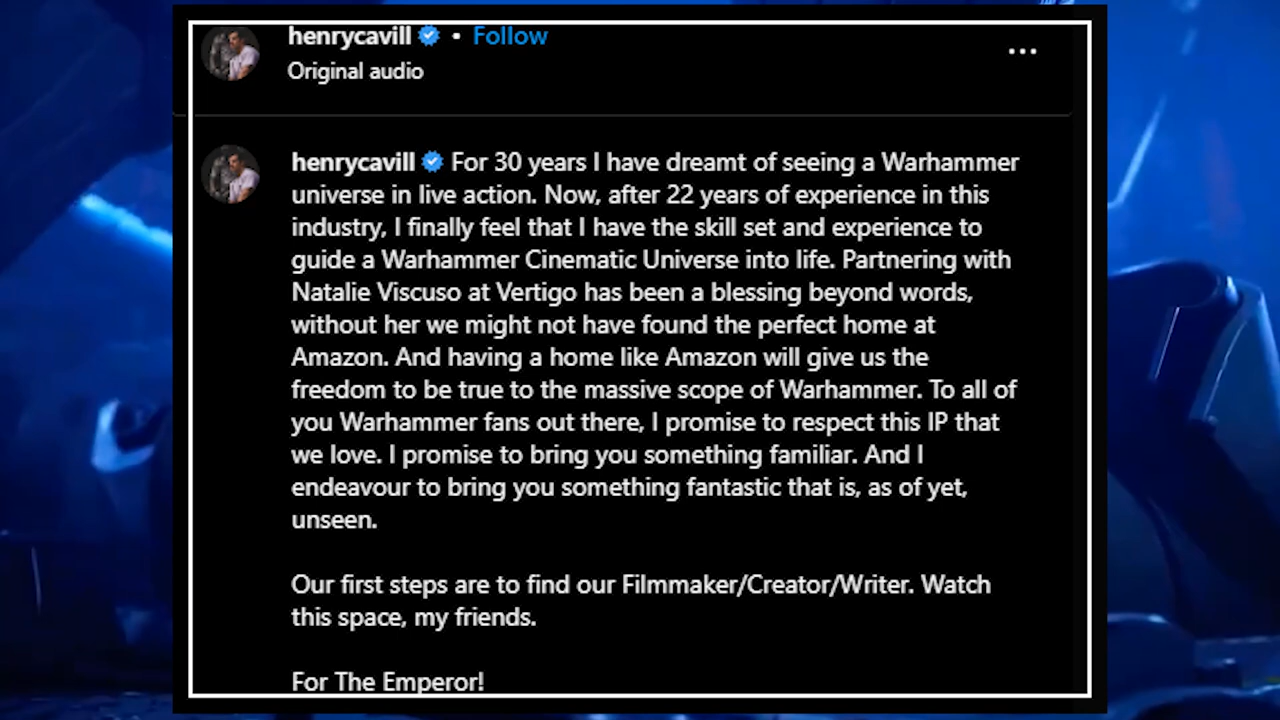 henrycavill • Follow
Original audio
...
henrycavill For 30 years I have dreamt of seeing a Warhammer
universe in live action. Now, after 22 years of experience in this
industry, I finally feel that I have the skill set and experience to
guide a Warhammer Cinematic Universe into life. Partnering with
Natalie Viscuso at Vertigo has been a blessing beyond words,
without her we might not have found the perfect home at
Amazon. And having a home like Amazon will give us the
freedom to be true to the massive scope of Warhammer. To all of
you Warhammer fans out there, I promise to respect this IP that
we love. I promise to bring you something familiar. And I
endeavour to bring you something fantastic that is, as of yet,
unseen.
Our first steps are to find our Filmmaker/Creator/Writer. Watch
this space, my friends.
For The Emperor!